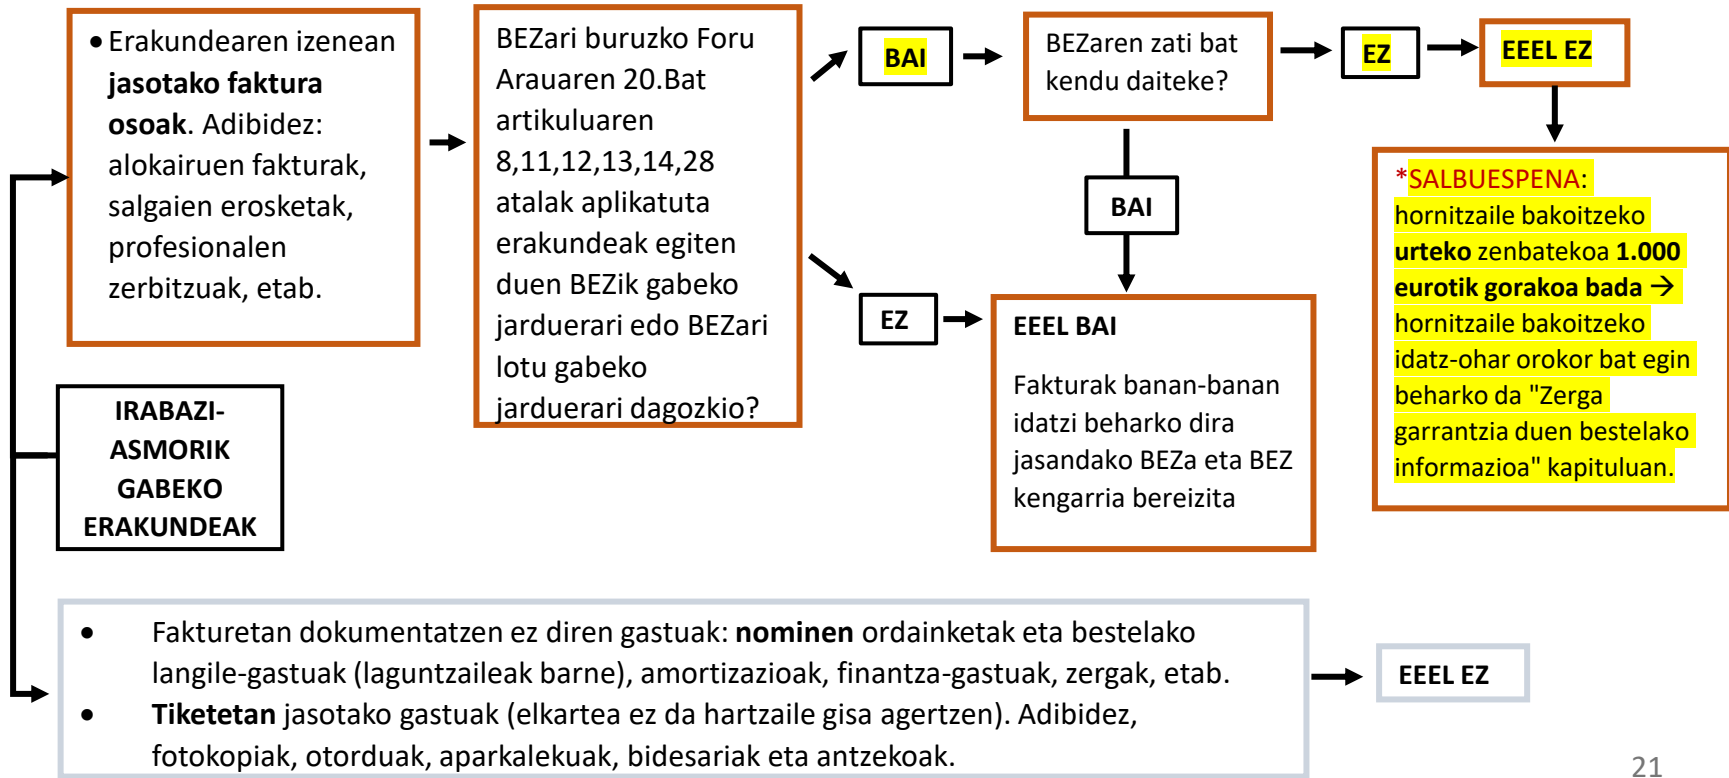 • Erakundearen izenean
jasotako faktura
osoak. Adibidez:
alokairuen fakturak,
salgaien erosketak,
profesionalen
zerbitzuak, etab.
BEZari buruzko Foru
Arauaren 20.Bat
artikuluaren
8,11,12,13,14,28
atalak aplikatuta
erakundeak egiten
duen BEZik gabeko
jarduerari edo BEZari
lotu gabeko
jarduerari dagozkio?
BAI
BEZaren zati bat
kendu daiteke?
EZ
EEEL EZ
*SALBUESPENA:
hornitzaile bakoitzeko
urteko zenbatekoa 1.000
eurotik gorakoa bada →
hornitzaile bakoitzeko
idatz-ohar orokor bat egin
beharko da "Zerga
garrantzia duen bestelako
informazioa" kapituluan.
BAI
EZ
EEEL BAI
Fakturak banan-banan
idatzi beharko dira
jasandako BEZa eta BEZ
kengarria bereizita
IRABAZI-
ASMORIK
GABEKO
ERAKUNDEAK
• Fakturetan dokumentatzen ez diren gastuak: nominen ordainketak eta bestelako
langile-gastuak (laguntzaileak barne), amortizazioak, finantza-gastuak, zergak, etab.
• Tiketetan jasotako gastuak (elkartea ez da hartzaile gisa agertzen). Adibidez,
fotokopiak, otorduak, aparkalekuak, bidesariak eta antzekoak.
EEEL EZ
21